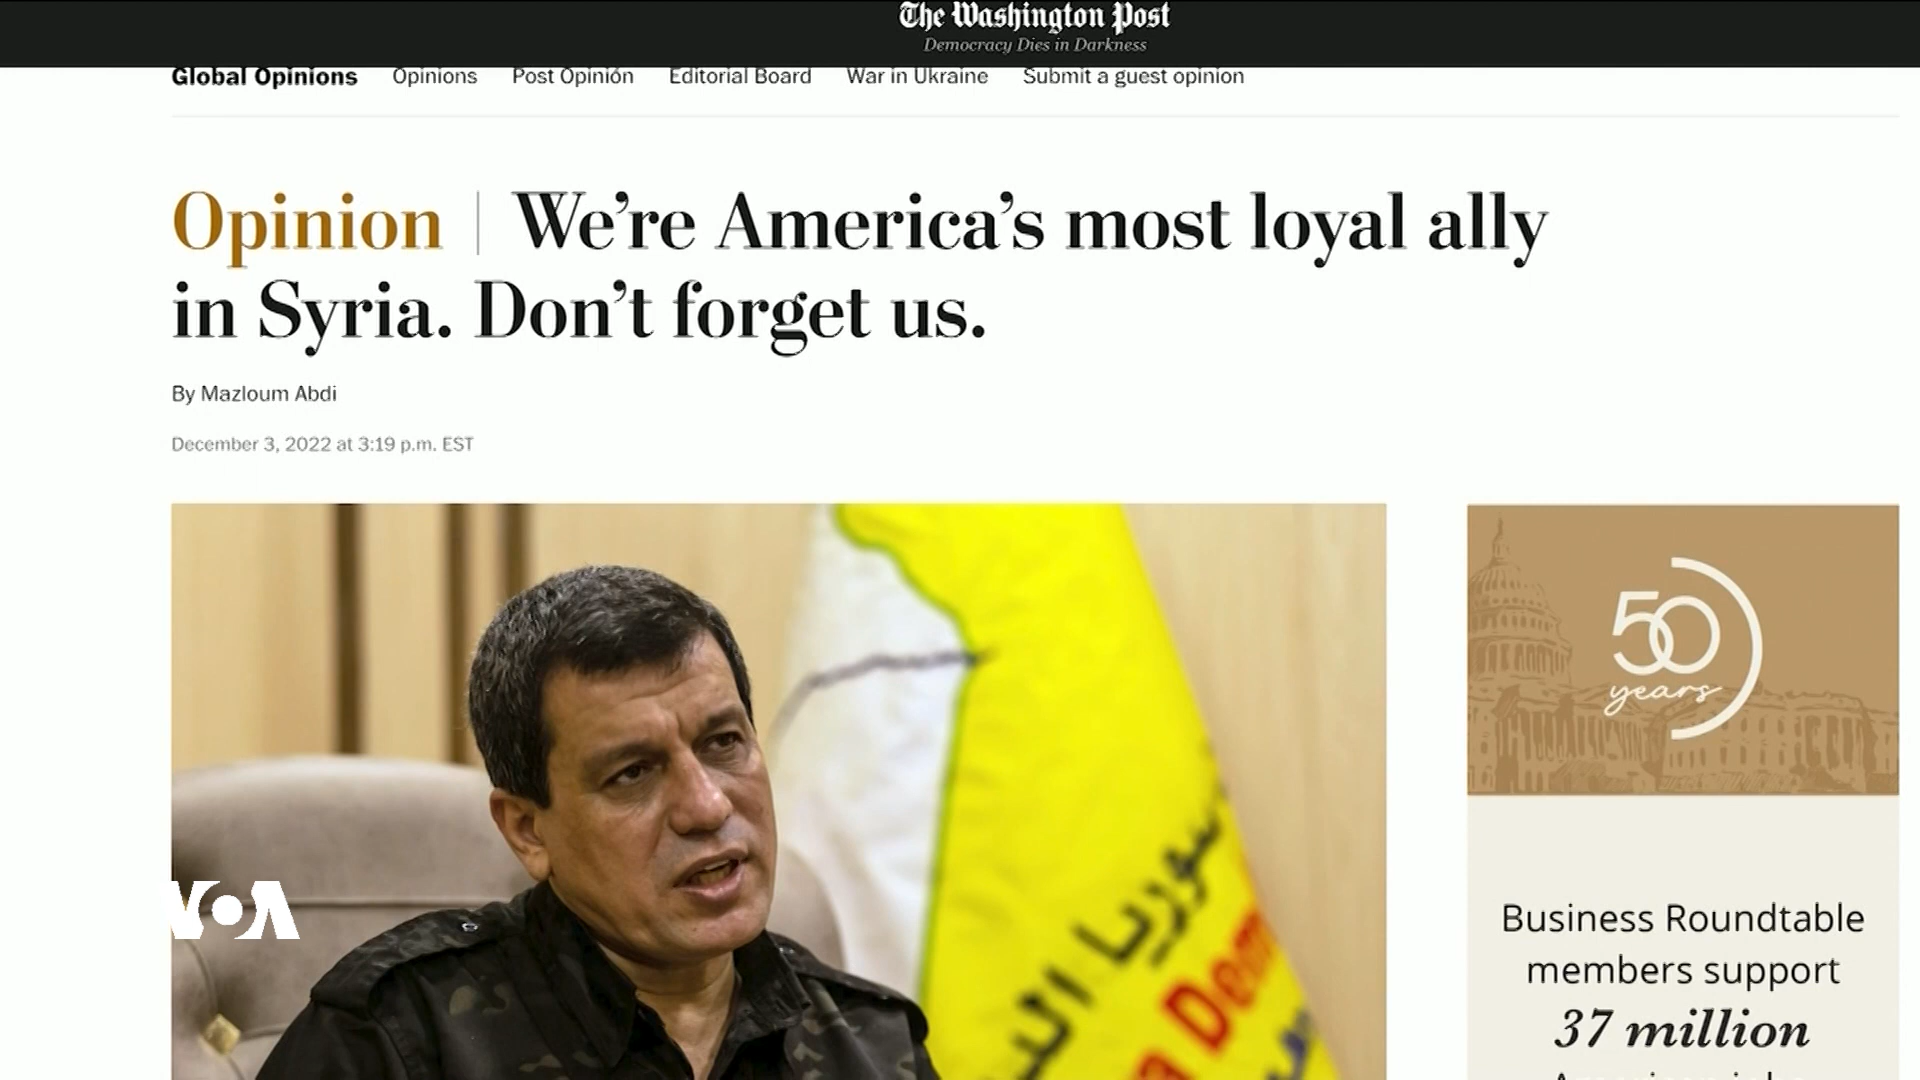 The Washington Post
Democracy Dies in Darkness
Global Opinions Opinions Post Opinión Editorial Board War in Ukraine Submit a guest opinion
Opinion | We're America's most loyal ally
in Syria. Don't forget us.
By Mazloum Abdi
December 3, 2022 at 3:19 p.m. EST
50
years
سوريا
Dem
VOA
Business Roundtable
members support
37 million